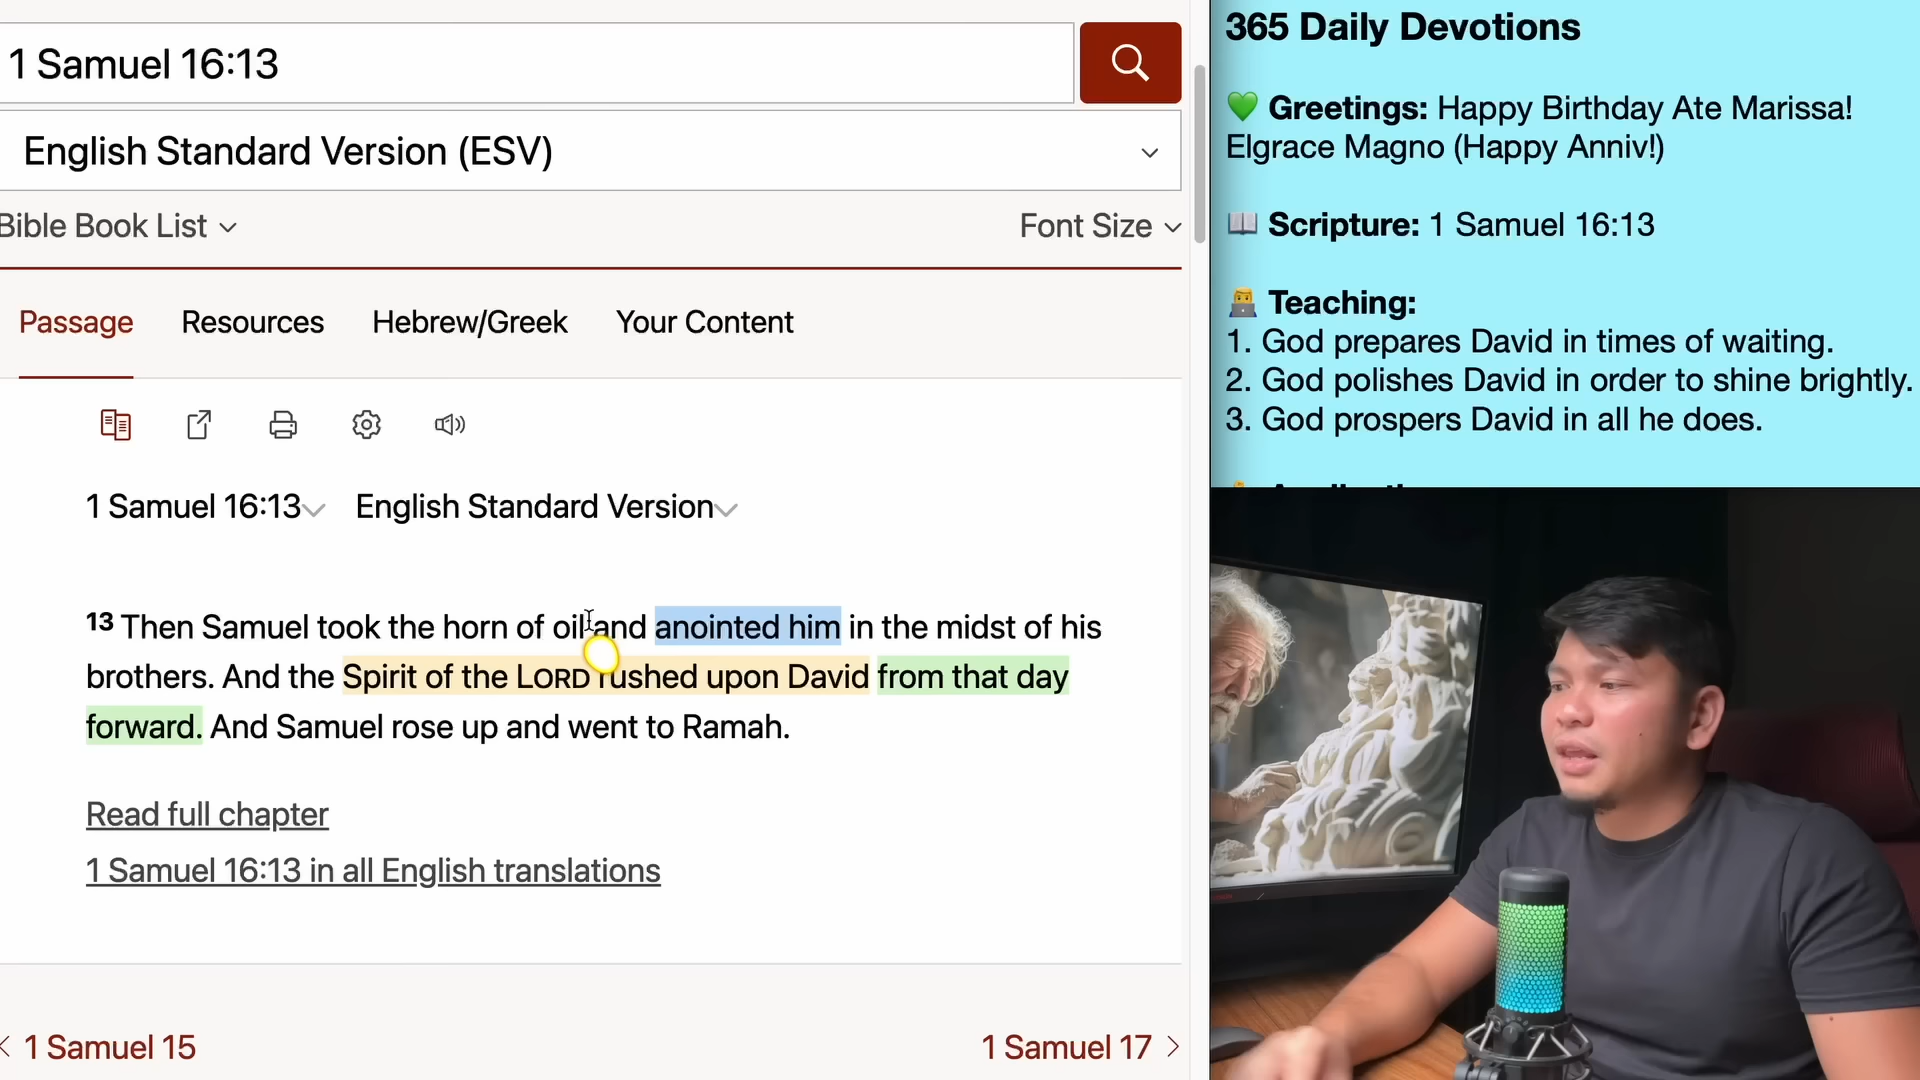 1 Samuel 16:13
English Standard Version (ESV)
Bible Book List
Font Size
Passage
Resources
Hebrew/Greek
Your Content
1 Samuel 16:13
English Standard Version
13 Then Samuel took the horn of oil and anointed him in the midst of his
brothers. And the Spirit of the LORD rushed upon David from that day
forward. And Samuel rose up and went to Ramah.
Read full chapter
1 Samuel 16:13 in all English translations
1 Samuel 15
1 Samuel 17
365 Daily Devotions
💚 Greetings: Happy Birthday Ate Marissa!
Elgrace Magno (Happy Anniv!)
📖 Scripture: 1 Samuel 16:13
👨‍💻 Teaching:
1. God prepares David in times of waiting.
2. God polishes David in order to shine brightly.
3. God prospers David in all he does.